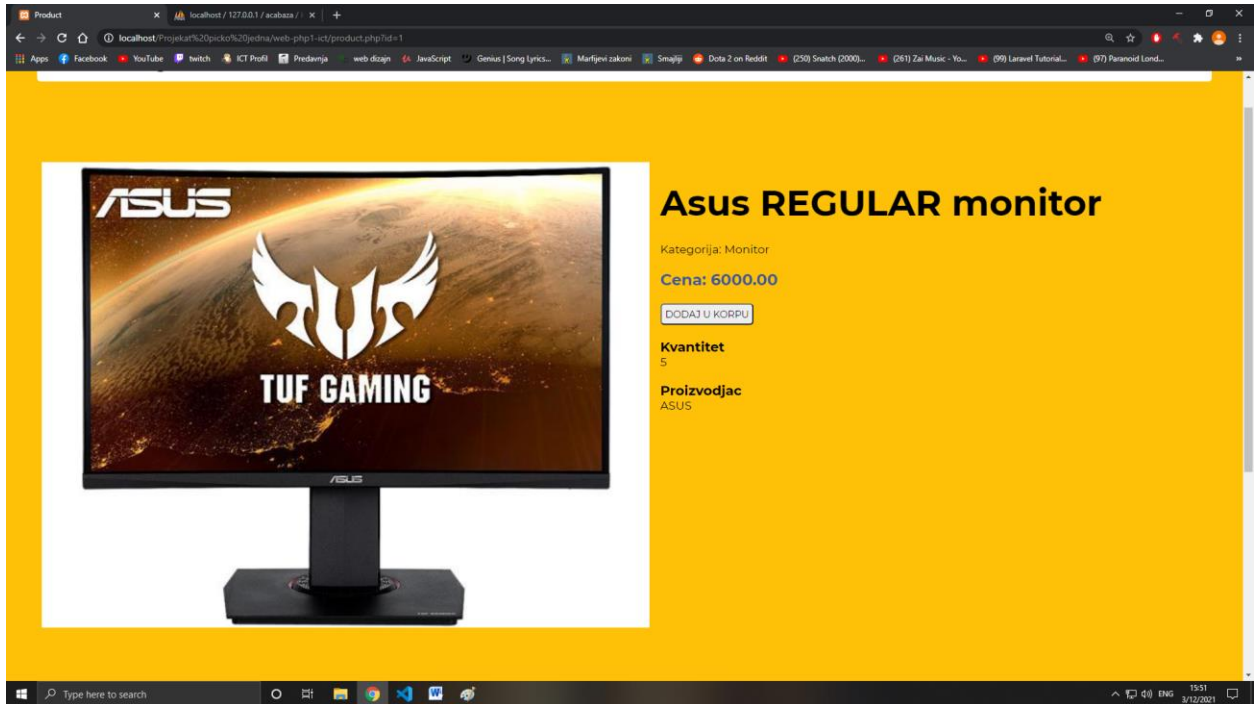 Product
localhost / 127.0.0.1 / acabaza /
localhost/Projekat%20picko%20jedna/web-php1-ict/product.php?id=1
Apps Facebook YouTube twitch ICT Profil Predavnja web dizajn JavaScript Genius | Song Lyrics... Marfijevi zakoni Smajliji Dota 2 on Reddit (250) Snatch (2000)... (261) Zai Music - Yo... (99) Laravel Tutorial... (97) Paranoid Lond...
ASUS
TUF GAMING
ASUS
Asus REGULAR monitor
Kategorija: Monitor
Cena: 6000.00
DODAJ U KORPU
Kvantitet
5
Proizvodjac
ASUS
Type here to search
ENG
15:51
3/12/2021